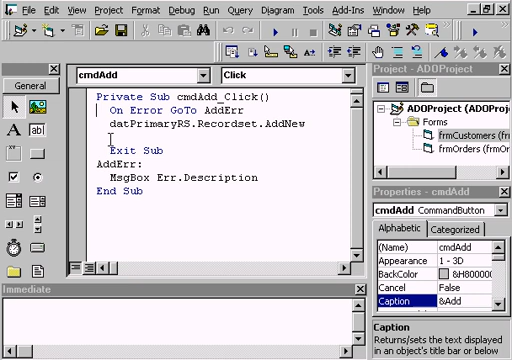 File Edit View Project Format Debug Run Query Diagram Tools Add-Ins Window Help
General
cmdAdd
Click
Private Sub cmdAdd_Click()
On Error GoTo AddErr
datPrimaryRS.Recordset.AddNew
Exit Sub
AddErr:
MsgBox Err.Description
End Sub
Immediate
Project - ADOProject
ADOProject (ADOProject
Forms
frmCustomers (frm
frmOrders (frmO
Properties - cmdAdd
cmdAdd CommandButton
Alphabetic Categorized
(Name) cmdAdd
Appearance 1 - 3D
BackColor &H800000
Cancel False
Caption &Add
Caption
Returns/sets the text displayed
in an object's title bar or below